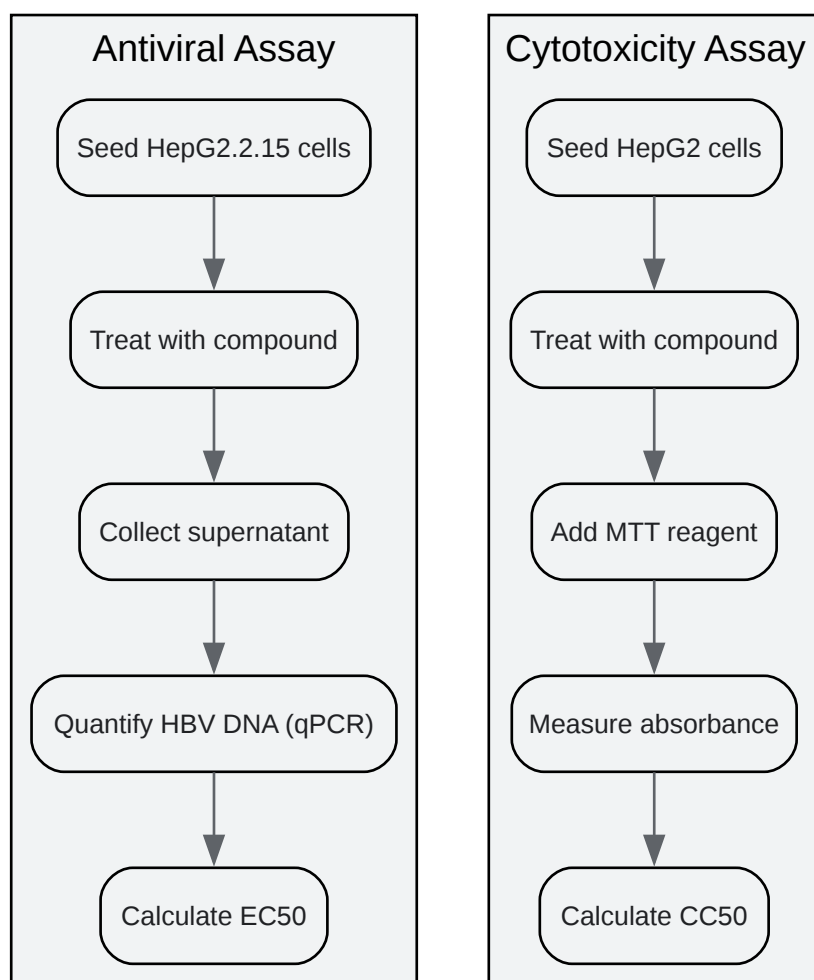 Antiviral Assay
Seed HepG2.2.15 cells
Treat with compound
Collect supernatant
Quantify HBV DNA (qPCR)
Calculate EC50
Cytotoxicity Assay
Seed HepG2 cells
Treat with compound
Add MTT reagent
Measure absorbance
Calculate CC50